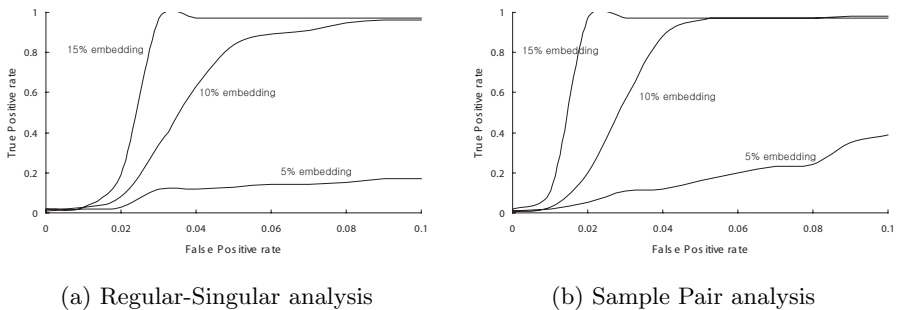 1
0.8
0.6
0.4
0.2
0
True Positive rate
15% embedding
10% embedding
5% embedding
0 0.02 0.04 0.06 0.08 0.1
False Positive rate
(a) Regular-Singular analysis
1
0.8
0.6
0.4
0.2
0
True Positive rate
15% embedding
10% embedding
5% embedding
0 0.02 0.04 0.06 0.08 0.1
False Positive rate
(b) Sample Pair analysis